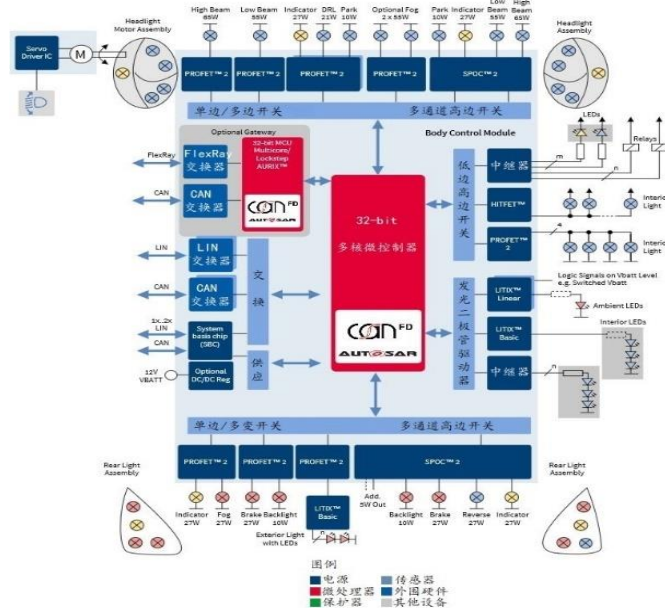 Headlight Motor Assembly
High Beam 65W
Low Beam 55W
Indicator 27W
DRL 21W
Park 10W
Optional Fog 2 x 55W
Park 10W
Indicator 27W
Low Beam 55W
High Beam 65W
Headlight Assembly
Servo Driver IC
M
PROFET™ 2
PROFET™ 2
PROFET™ 2
PROFET™ 2
SPOC™ 2
单边/多边开关
多通道高边开关
Optional Gateway
Body Control Module
FlexRay
FlexRay 交换器
32-bit MCU Multicore/ Lockstep AURIX™
CAN
CAN 交换器
CAN FD
AUTOSAR
LIN
LIN 交换器
CAN
CAN 交换器
交换
1x..2x
LIN
CAN
System basis chip (SBC)
12V VBATT
Optional DC/DC Reg
供应
32-bit
多核微控制器
CAN FD
AUTOSAR
低边高边开关
中继器
HITFET™
PROFET™ 2
LEDs
Relays
m
n
Interior Light
4
Interior Light
发光二极管驱动器
LITIX™ Linear
LITIX™ Basic
中继器
Logic Signals on Vbatt Level
e.g. Switched Vbatt
Ambient LEDs
Interior LEDs
n
单边/多变开关
多通道高边开关
PROFET™ 2
PROFET™ 2
PROFET™ 2
SPOC™ 2
Rear Light Assembly
Indicator 27W
Fog 27W
Brake 27W
Backlight 10W
LITIX™ Basic
n
Exterior Light with LEDs
Add. 5W Out
Backlight 10W
Brake 27W
Reverse 27W
Indicator 27W
Rear Light Assembly
图例
电源
传感器
微处理器
外围硬件
保护器
其他设备